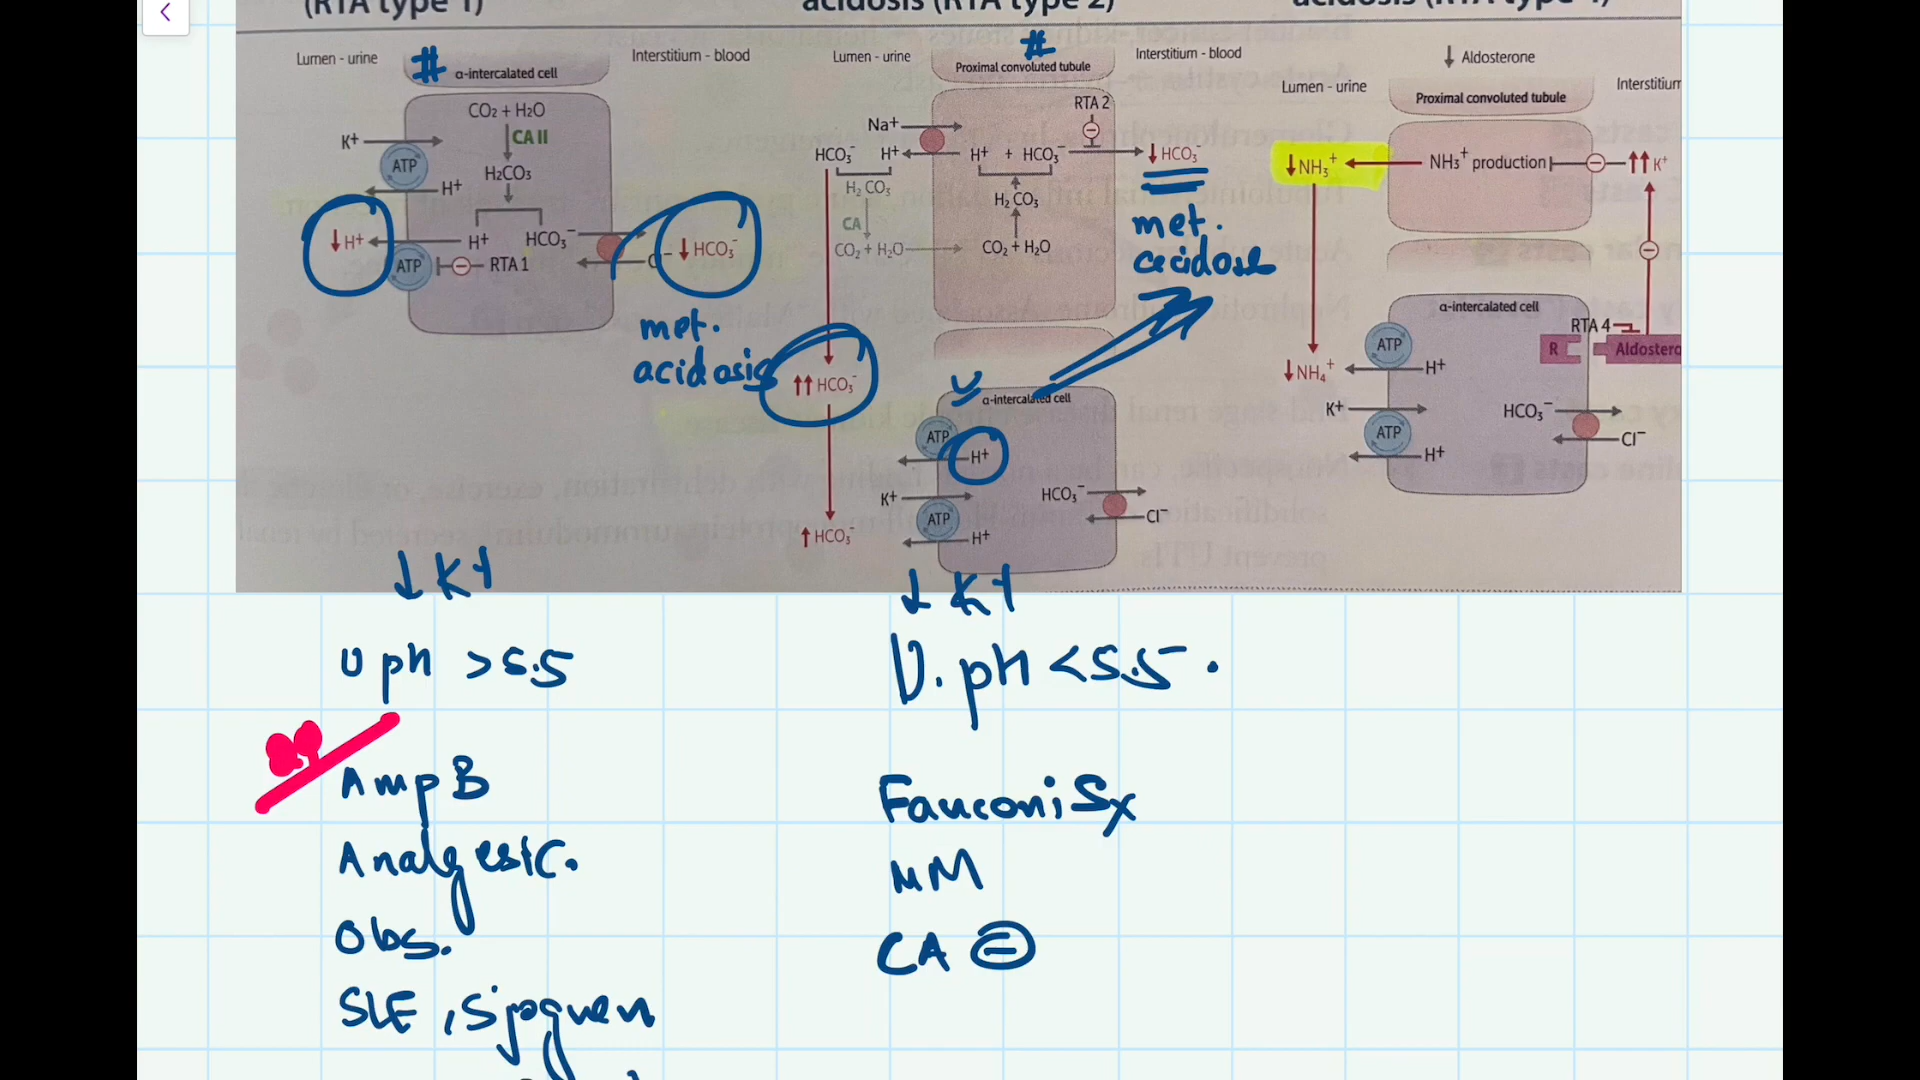 (RTA type 1)
Lumen - urine
#
α-intercalated cell
Interstitium - blood
CO2 + H2O
CA II
K+
ATP
H2CO3
H+
↓H+
H+
HCO3−
ATP
− RTA 1
Cl−
↓HCO3−
met.
acidosis
↓ K+
U pH > 5.5
Amp B
Analgesic.
Obs.
SLE, Sjogren
acidosis (RTA type 2)
Lumen - urine
#
Proximal convoluted tubule
Interstitium - blood
RTA 2
Na+
HCO3− H+
H+ + HCO3−
↓HCO3−
H2CO3
H2CO3
CA
CO2 + H2O
CO2 + H2O
met.
acidose
↑↑HCO3−
α-intercalated cell
ATP
H+
K+
HCO3−
ATP
Cl−
↑HCO3−
H+
↓ K+
U. pH < 5.5.
Fanconi Sx
MM
CA −
acidosis (RTA type 4)
↓ Aldosterone
Lumen - urine
Proximal convoluted tubule
↓NH3+
NH3+ production
−
↑↑ K+
−
α-intercalated cell
RTA 4
ATP
R
↓NH4+
H+
K+
HCO3−
ATP
Cl−
H+